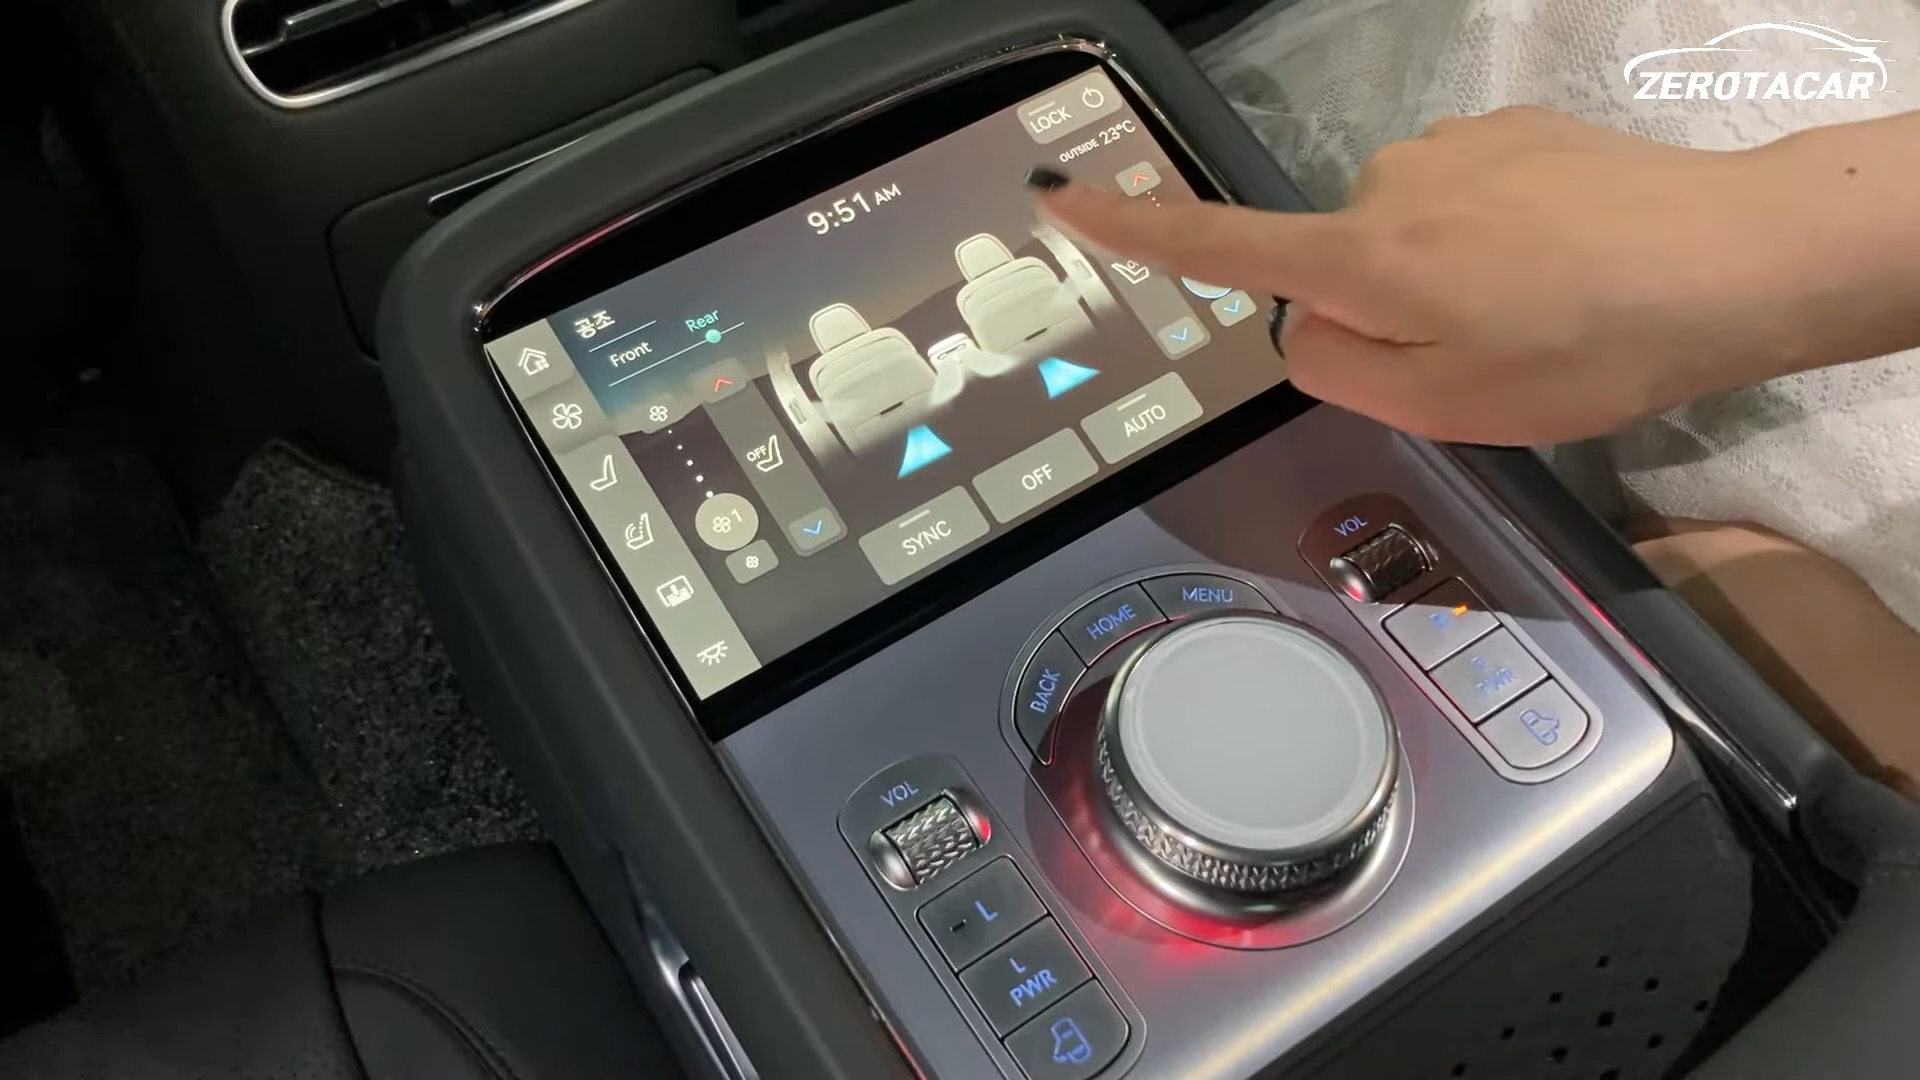 ZEROTACAR
LOCK
OUTSIDE 23°C
9:51 AM
공조
Front
Rear
OFF
1
SYNC
OFF
AUTO
VOL
BACK
HOME
MENU
R
R
PWR
VOL
L
L
PWR